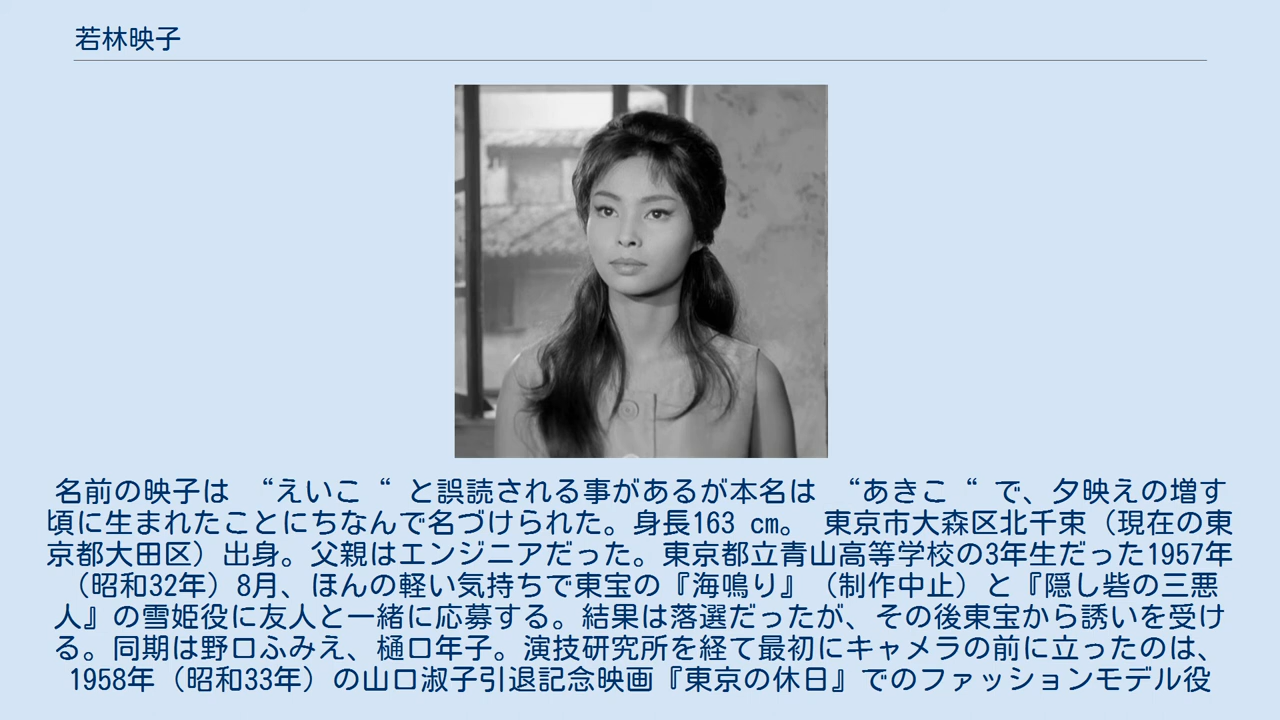 若林映子
名前の映子は “えいこ “ と誤読される事があるが本名は “あきこ “ で、夕映えの増す
頃に生まれたことにちなんで名づけられた。身長163 cm。 東京市大森区北千束（現在の東
京都大田区）出身。父親はエンジニアだった。東京都立青山高等学校の3年生だった1957年
（昭和32年）8月、ほんの軽い気持ちで東宝の『海鳴り』（制作中止）と『隠し砦の三悪
人』の雪姫役に友人と一緒に応募する。結果は落選だったが、その後東宝から誘いを受け
る。同期は野口ふみえ、樋口年子。演技研究所を経て最初にキャメラの前に立ったのは、
1958年（昭和33年）の山口淑子引退記念映画『東京の休日』でのファッションモデル役